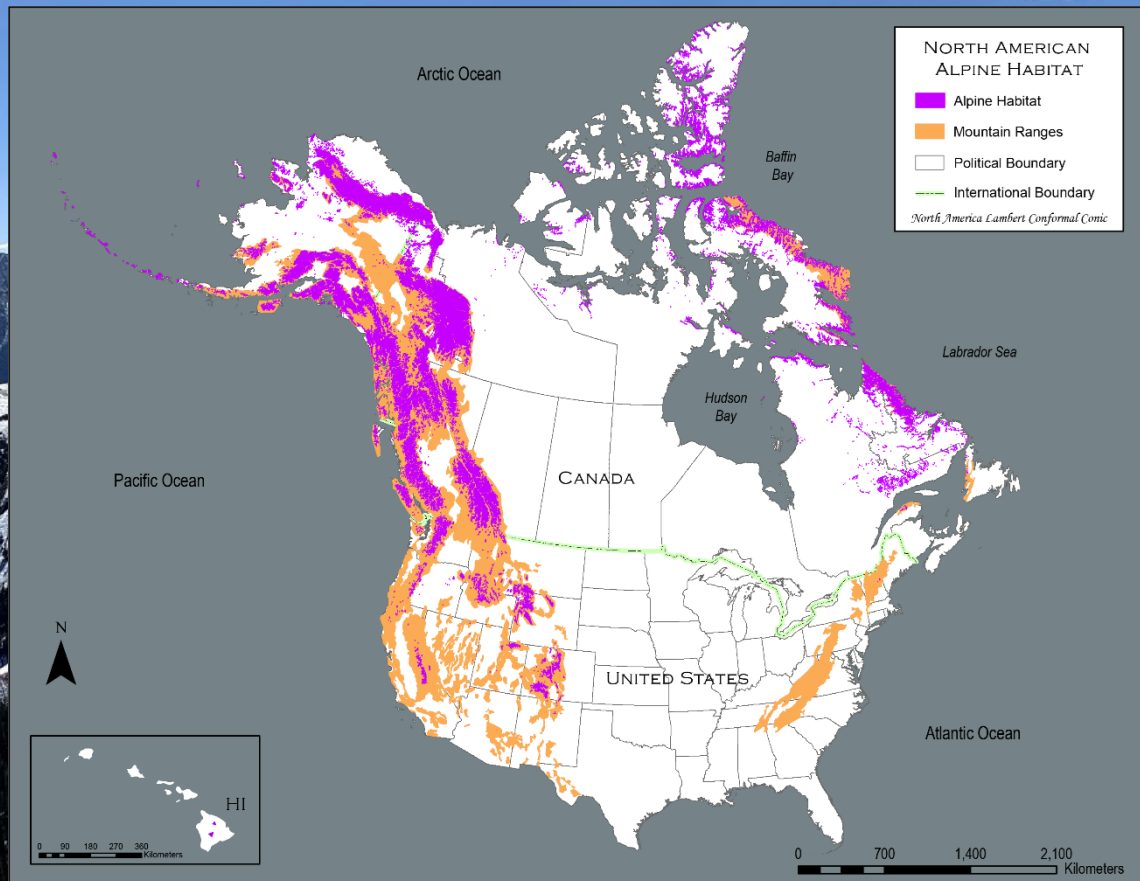 NORTH AMERICAN
ALPINE HABITAT
Alpine Habitat
Mountain Ranges
Political Boundary
International Boundary
North America Lambert Conformal Conic
Arctic Ocean
Baffin
Bay
Labrador Sea
Hudson
Bay
Pacific Ocean
CANADA
UNITED STATES
Atlantic Ocean
N
HI
0 90 180 270 360
Kilometers
0 700 1,400 2,100
Kilometers